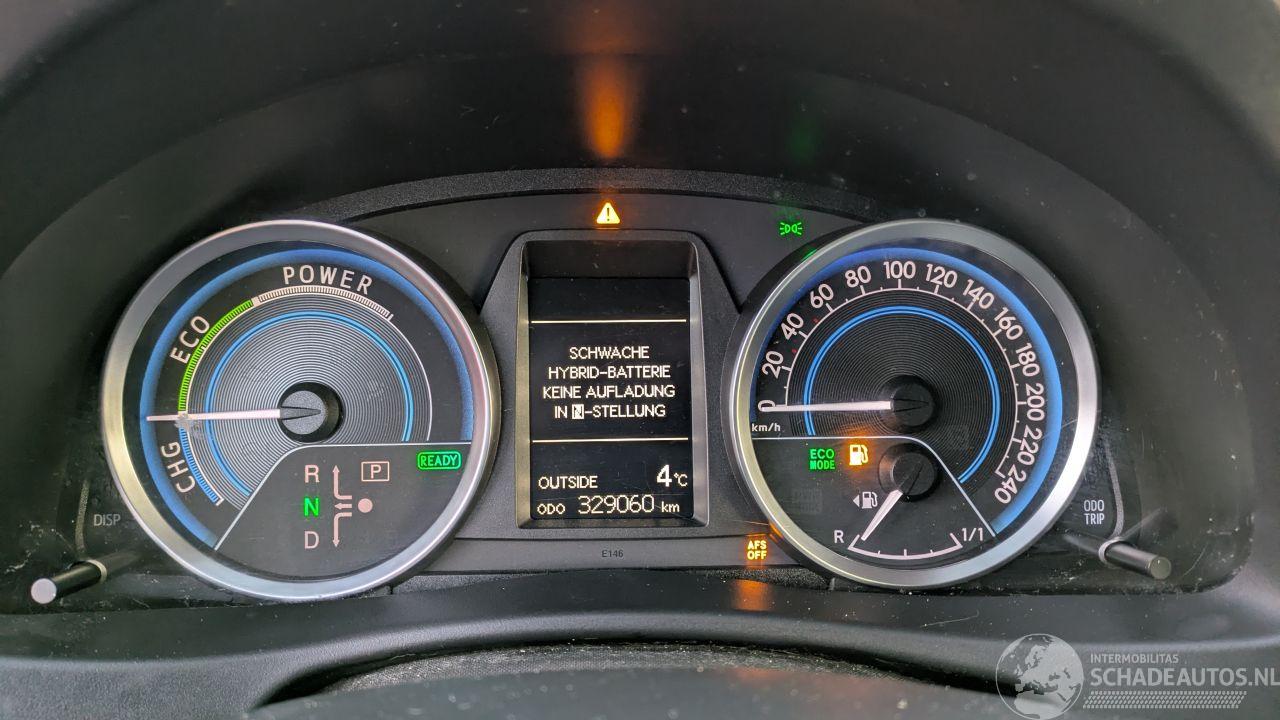 POWER
ECO
CHG
R
N
D
P
READY
DISP
SCHWACHE
HYBRID-BATTERIE
KEINE AUFLADUNG
IN N-STELLUNG
OUTSIDE 4°C
ODO 329060 km
E146
AFS
OFF
0 20 40 60 80 100 120 140 160 180 200 220 240
km/h
ECO
MODE
R 1/1
ODO
TRIP
INTERMOBILITAS
SCHADEAUTOS.NL